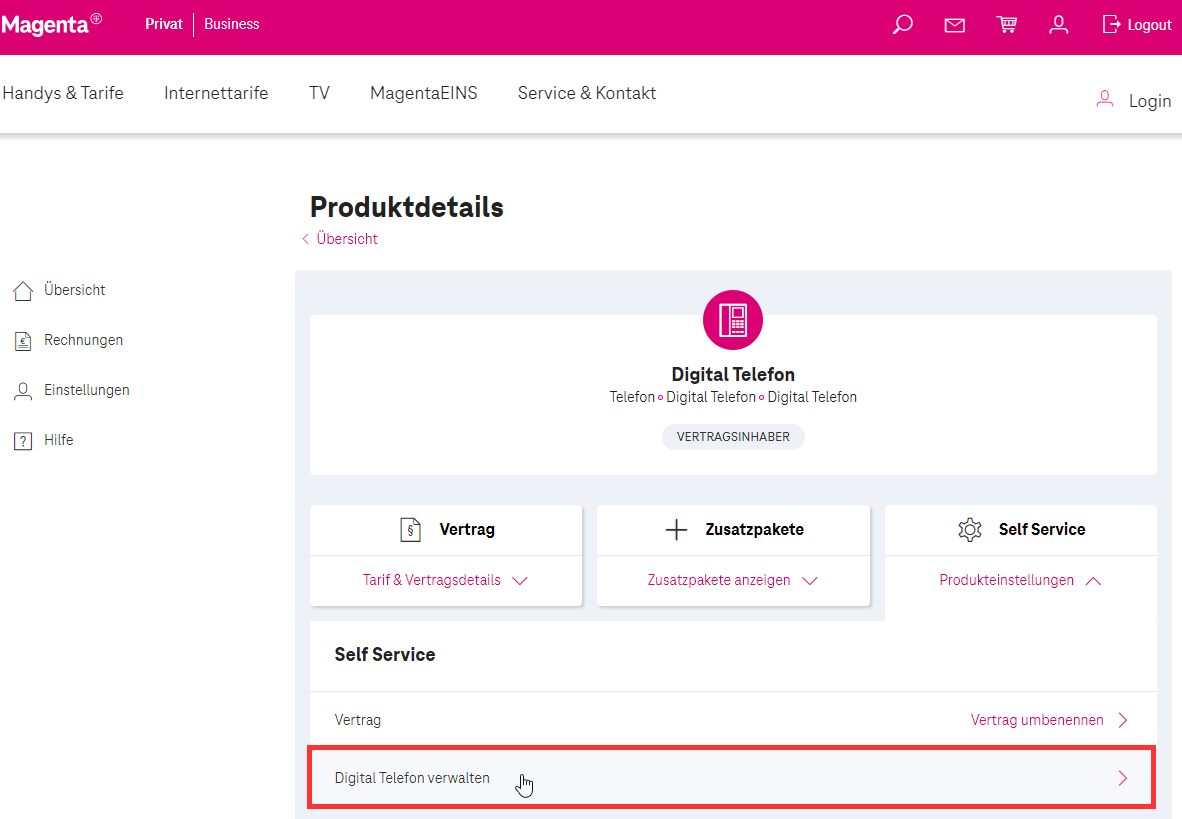 Magenta
Privat Business
Logout
Handys & Tarife Internettarife TV MagentaEINS Service & Kontakt
Login
Produktdetails
Übersicht
Übersicht
Rechnungen
Einstellungen
Hilfe
Digital Telefon
Telefon Digital Telefon Digital Telefon
VERTRAGSINHABER
Vertrag
Tarif & Vertragsdetails
Zusatzpakete
Zusatzpakete anzeigen
Self Service
Produkteinstellungen
Self Service
Vertrag Vertrag umbenennen
Digital Telefon verwalten